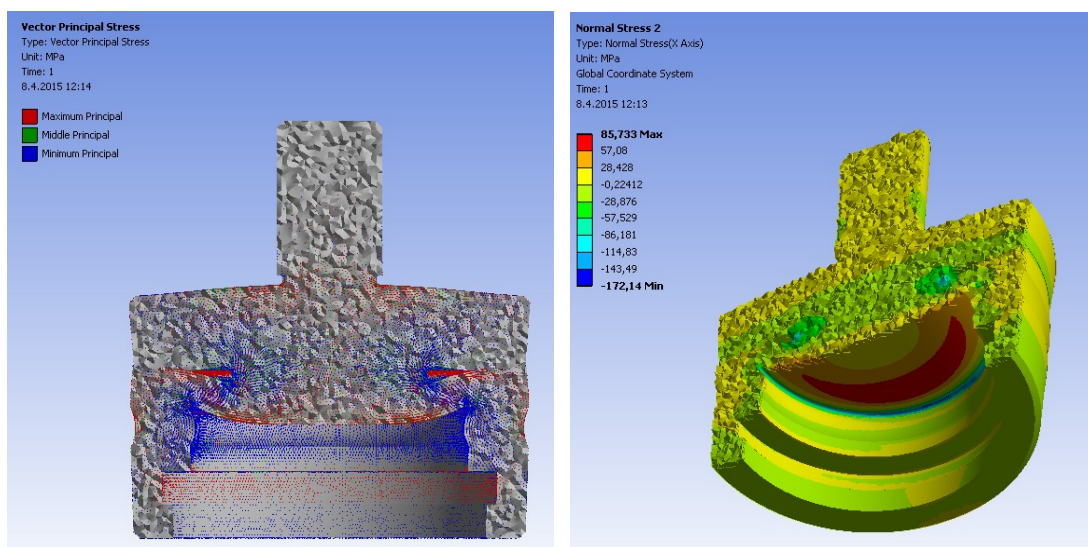 Vector Principal Stress
Type: Vector Principal Stress
Unit: MPa
Time: 1
8.4.2015 12:14
Maximum Principal
Middle Principal
Minimum Principal
Normal Stress 2
Type: Normal Stress(X Axis)
Unit: MPa
Global Coordinate System
Time: 1
8.4.2015 12:13
85,733 Max
57,08
28,428
-0,22412
-28,876
-57,529
-86,181
-114,83
-143,49
-172,14 Min